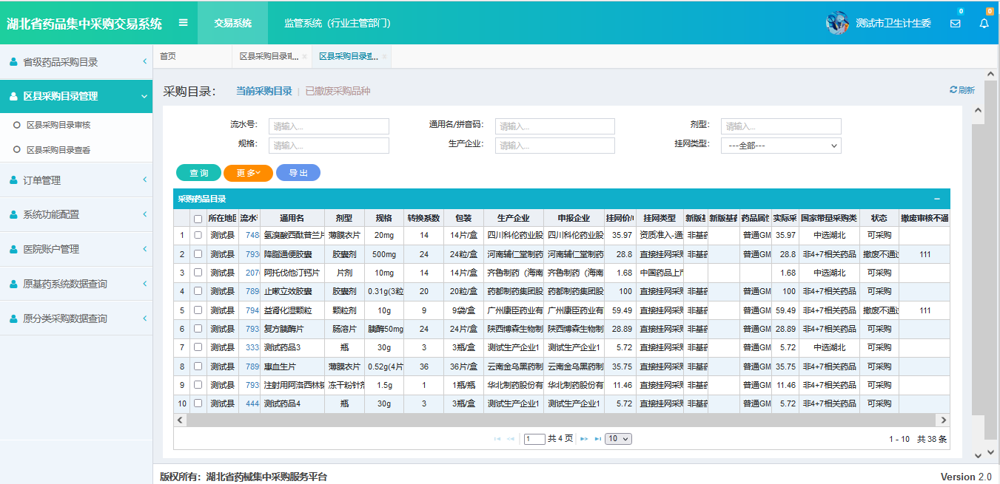 湖北省药品集中采购交易系统 交易系统 监管系统（行业主管部门） 测试市卫生计生委 0 0
省级药品采购目录
区县采购目录管理
区县采购目录审核
区县采购目录查看
订单管理
系统功能配置
医院账户管理
原基药系统数据查询
原分类采购数据查询
首页 区县采购目录审... 区县采购目录查...
采购目录： 当前采购目录 | 已撤废采购品种 刷新
流水号： 请输入... 通用名/拼音码： 请输入... 剂型： 请输入...
规格： 请输入... 生产企业： 请输入... 挂网类型： ---全部---
查 询 更 多 导 出
采购药品目录
所在地区 流水 通用名 剂型 规格 转换系数 包装 生产企业 申报企业 挂网价/ 挂网类型 新版基 新版基药 药品属性 实际采 国家带量采购类 状态 撤废审核不通
1 测试县 748 氢溴酸西酞普兰片 薄膜衣片 20mg 14 14片/盒 四川科伦药业股 四川科伦药业股 35.97 资质准入-通 非基药 普通GM 35.97 中选湖北 可采购
2 测试县 793 降脂通便胶囊 胶囊剂 500mg 24 24粒/盒 河南辅仁堂制药 河南辅仁堂制药 28.8 直接挂网采购 非基药 普通GM 28.8 非4+7相关药品 撤废不通过 111
3 测试县 207 阿托伐他汀钙片 片剂 10mg 14 14片/盒 齐鲁制药（海南 齐鲁制药（海南 1.68 中国药品上市 1.68 中选湖北 可采购
4 测试县 789 止嗽立效胶囊 胶囊剂 0.31g(3粒 20 20粒/盒 药都制药集团股 药都制药集团股 100 直接挂网采购 非基药 普通GM 100 非4+7相关药品 可采购
5 测试县 794 益肾化湿颗粒 颗粒剂 10g 9 9袋/盒 广州康臣药业有 广州康臣药业有 59.49 直接挂网采购 非基药 普通GM 59.49 非4+7相关药品 撤废不通过 111
6 测试县 793 复方胰酶片 肠溶片 胰酶50mg 24 24片/盒 陕西博森生物制 陕西博森生物制 28.89 直接挂网采购 非基药 普通GM 28.89 非4+7相关药品 可采购
7 测试县 333 测试药品3 瓶 30g 3 3瓶/盒 测试生产企业1 测试生产企业1 5.72 直接挂网采购 非基药 普通GM 5.72 中选湖北 可采购
8 测试县 789 惠血生片 薄膜衣片 0.52g(4片 36 36片/盒 云南金乌黑药制 云南金乌黑药制 35.75 直接挂网采购 非基药 普通GM 35.75 非4+7相关药品 可采购
9 测试县 793 注射用阿洛西林钠 冻干粉针剂 1.5g 1 1瓶/瓶 华北制药股份有 华北制药股份有 11.46 直接挂网采购 非基药 普通GM 11.46 非4+7相关药品 可采购
10 测试县 444 测试药品4 瓶 30g 3 3瓶/盒 测试生产企业1 测试生产企业1 5.72 直接挂网采购 非基药 普通GM 5.72 非4+7相关药品 可采购
1 共 4 页 10 1 - 10 共 38 条
版权所有：湖北省药械集中采购服务平台 Version 2.0